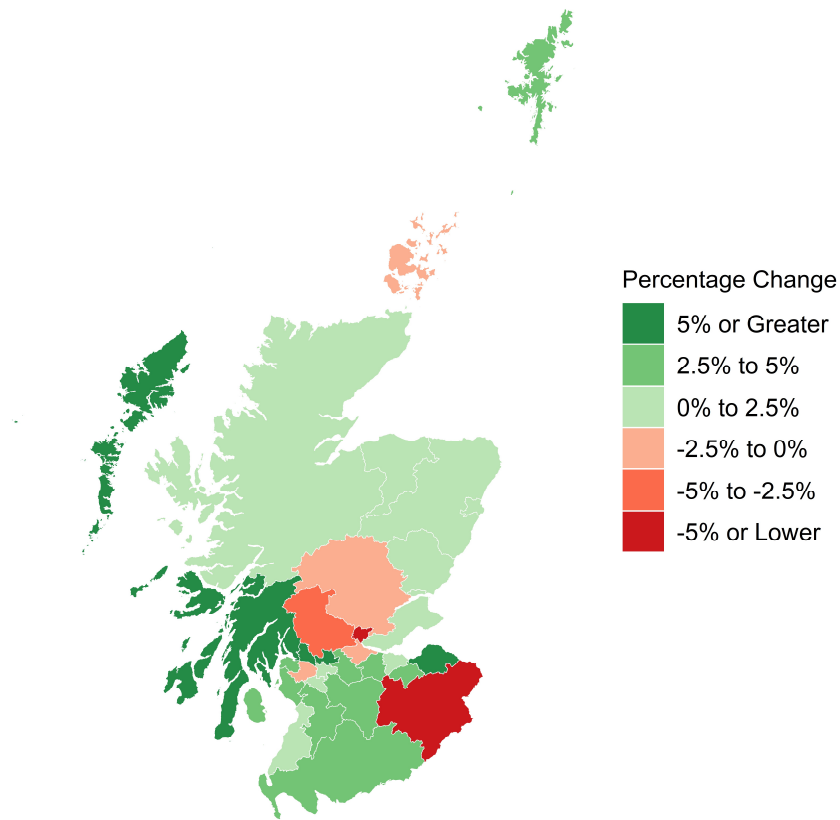 Percentage Change
5% or Greater
2.5% to 5%
0% to 2.5%
-2.5% to 0%
-5% to -2.5%
-5% or Lower